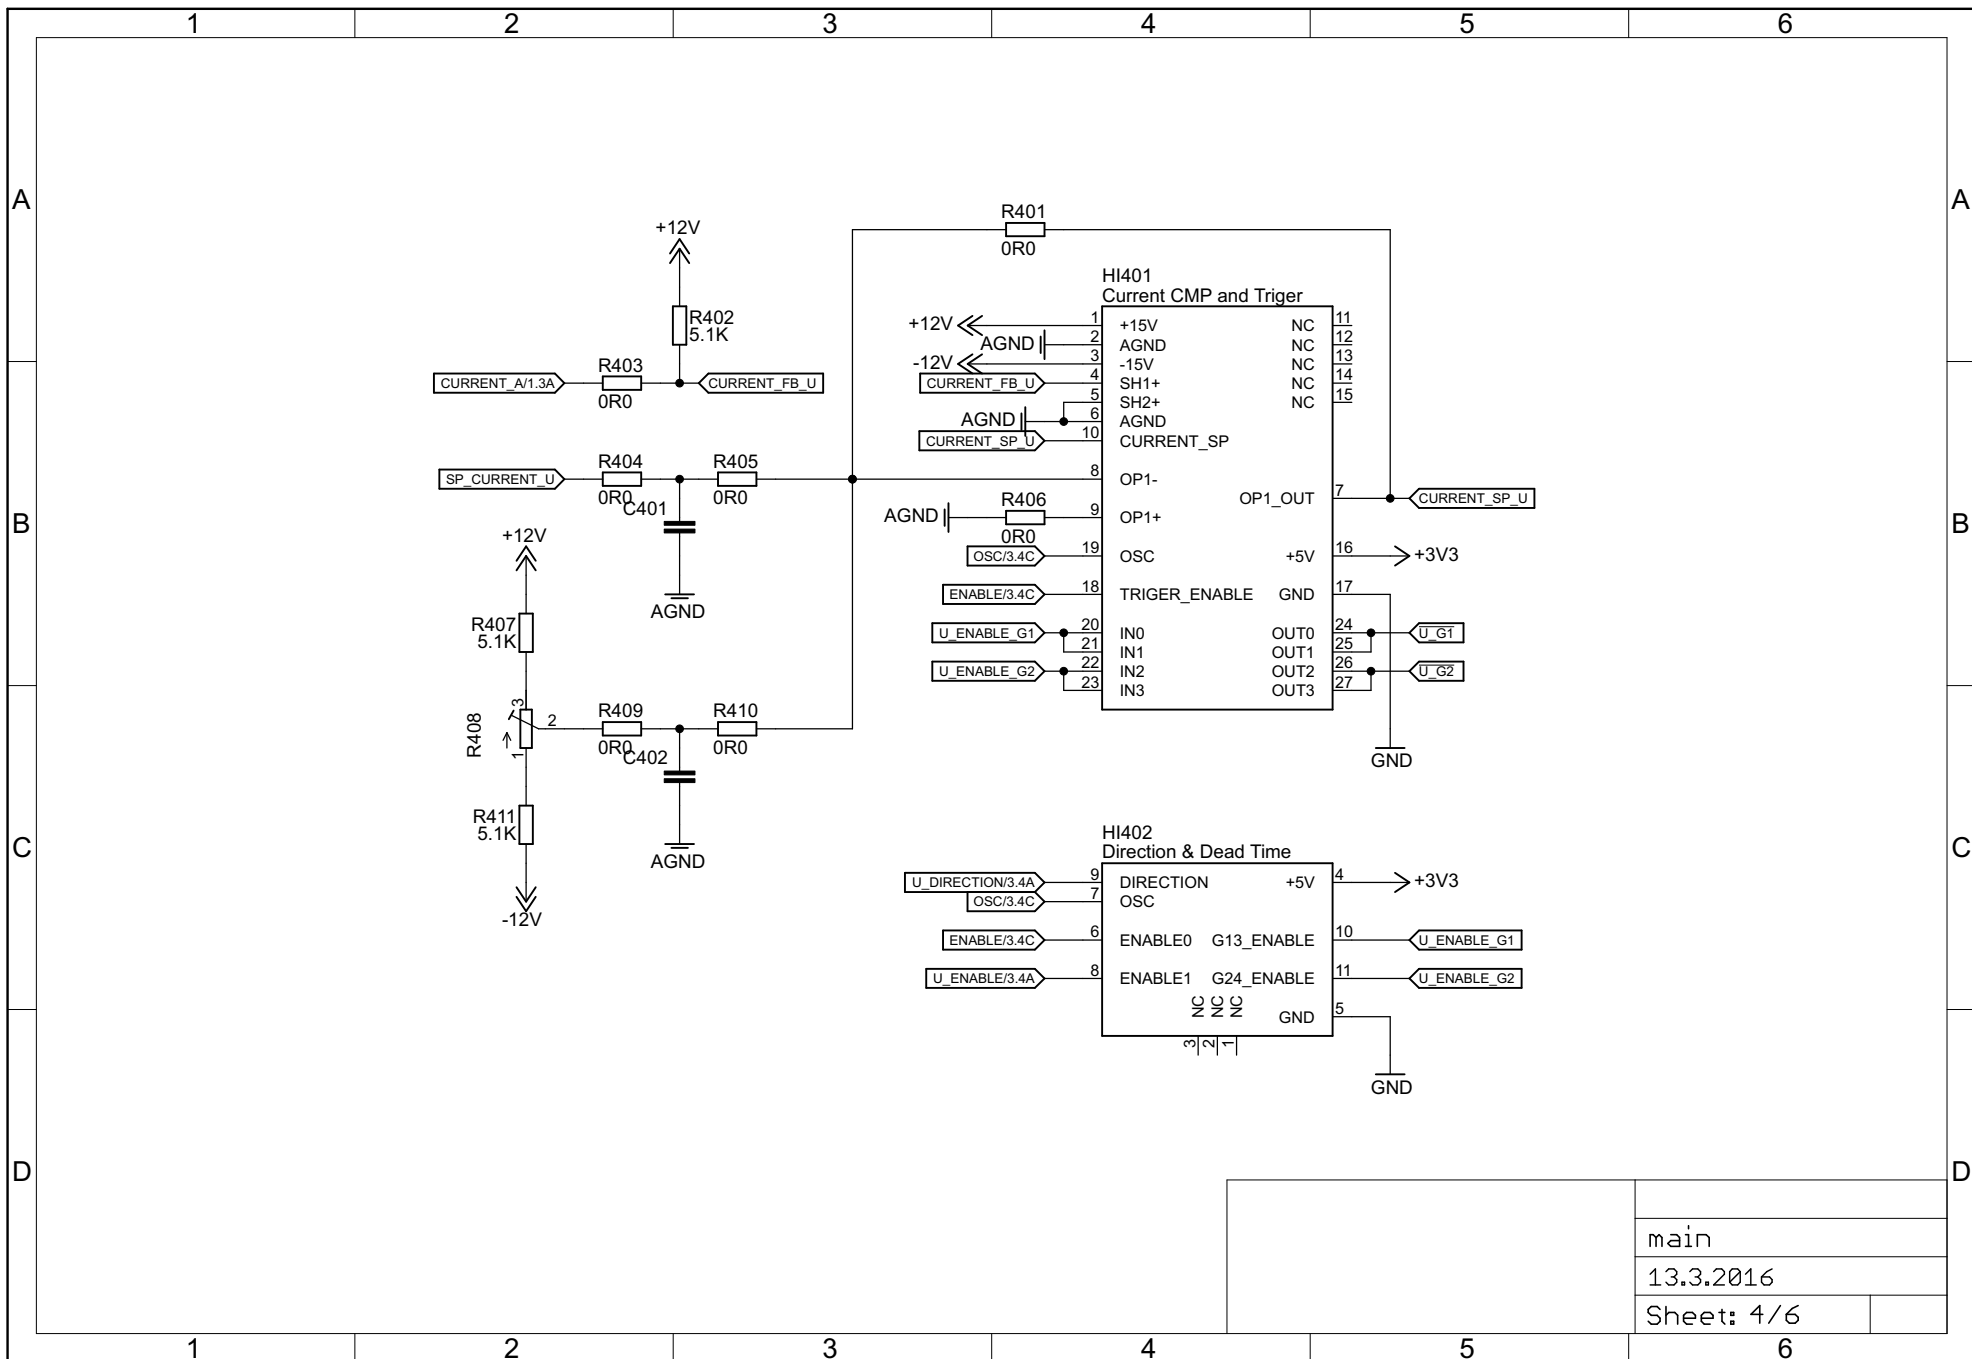 1 2 3 4 5 6
A A
R401
0R0
+12V
R402
5.1K
R403
0R0
CURRENT_A/1.3A
CURRENT_FB_U
HI401
Current CMP and Triger
+12V 1 +15V NC 11
AGND 2 AGND NC 12
-12V 3 -15V NC 13
CURRENT_FB_U 4 SH1+ NC 14
5 SH2+ NC 15
AGND 6 AGND
CURRENT_SP_U 10 CURRENT_SP
R404 R405
SP_CURRENT_U 8 OP1-
0R0 C401 0R0
OP1_OUT 7 CURRENT_SP_U
B B
R406
AGND 9 OP1+
0R0
AGND
OSC/3.4C 19 OSC +5V 16 +3V3
ENABLE/3.4C 18 TRIGER_ENABLE GND 17
U_ENABLE_G1 20 IN0 OUT0 24 U_G1
21 IN1 OUT1 25
U_ENABLE_G2 22 IN2 OUT2 26 U_G2
23 IN3 OUT3 27
GND
+12V
R407
5.1K
R408
3
2
1
R409 R410
0R0 C402 0R0
AGND
R411
5.1K
-12V
C C
HI402
Direction & Dead Time
U_DIRECTION/3.4A 9 DIRECTION +5V 4 +3V3
OSC/3.4C 7 OSC
ENABLE/3.4C 6 ENABLE0 G13_ENABLE 10 U_ENABLE_G1
U_ENABLE/3.4A 8 ENABLE1 G24_ENABLE 11 U_ENABLE_G2
NC NC NC GND 5
3 2 1
GND
D D
main
13.3.2016
Sheet: 4/6
1 2 3 4 5 6